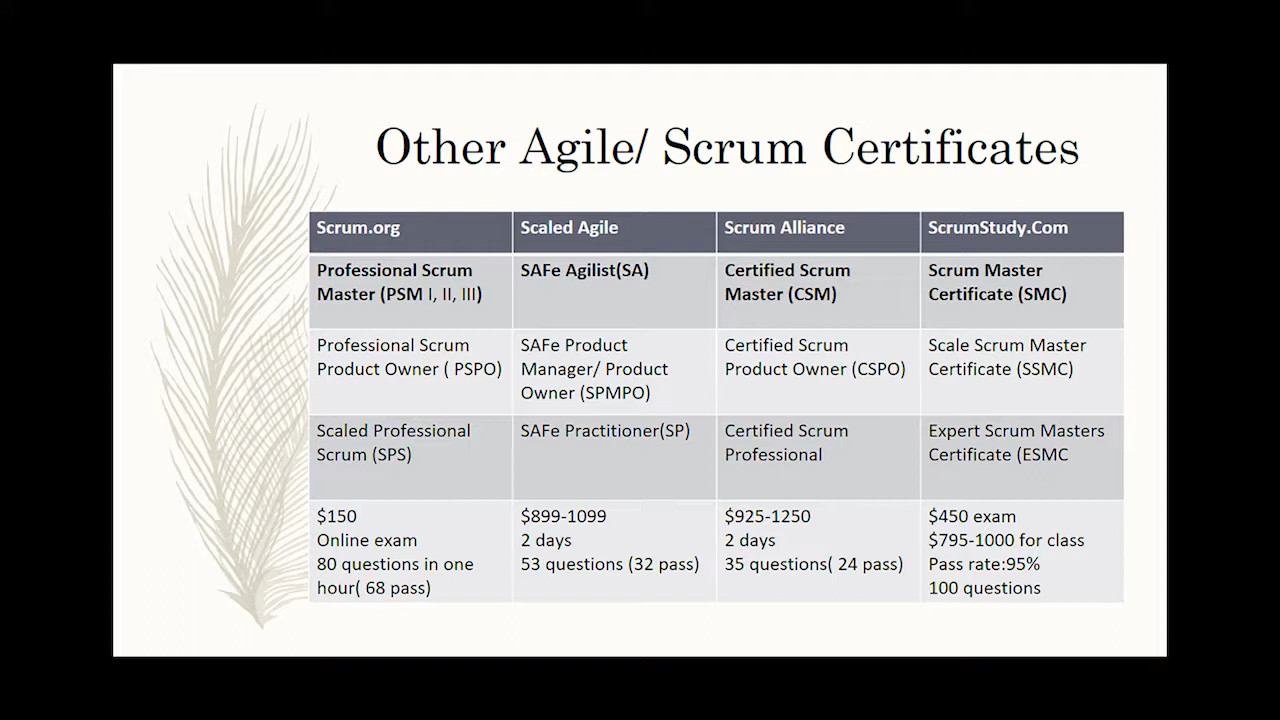 Other Agile/ Scrum Certificates
Scrum.org
Scaled Agile
Scrum Alliance
ScrumStudy.Com
Professional Scrum
Master (PSM I, II, III)
SAFe Agilist(SA)
Certified Scrum
Master (CSM)
Scrum Master
Certificate (SMC)
Professional Scrum
Product Owner ( PSPO)
SAFe Product
Manager/ Product
Owner (SPMPO)
Certified Scrum
Product Owner (CSPO)
Scale Scrum Master
Certificate (SSMC)
Scaled Professional
Scrum (SPS)
SAFe Practitioner(SP)
Certified Scrum
Professional
Expert Scrum Masters
Certificate (ESMC
$150
Online exam
80 questions in one
hour( 68 pass)
$899-1099
2 days
53 questions (32 pass)
$925-1250
2 days
35 questions( 24 pass)
$450 exam
$795-1000 for class
Pass rate:95%
100 questions